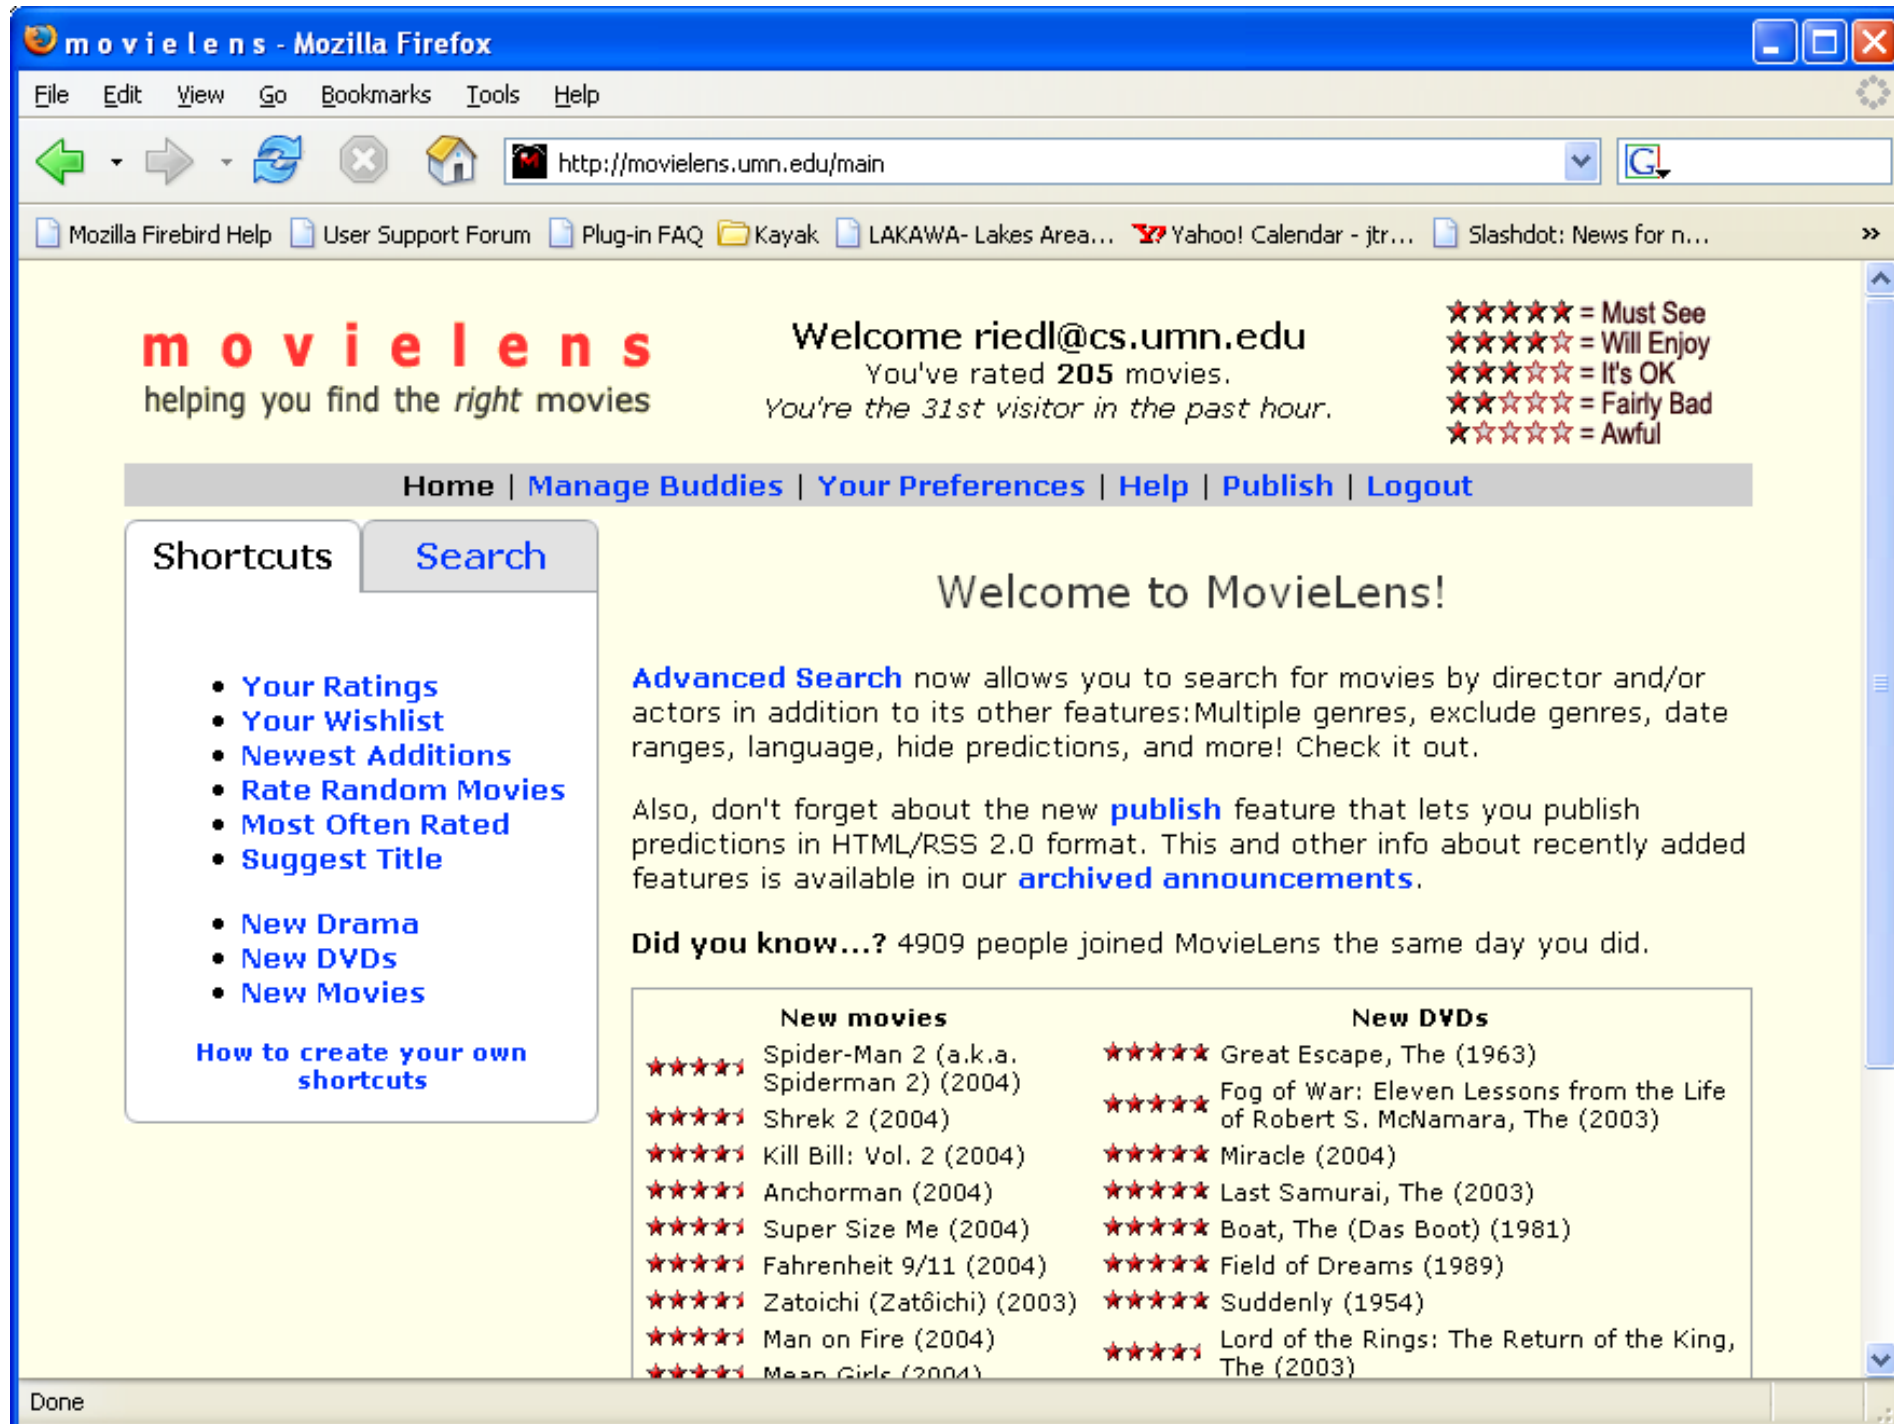 m o v i e l e n s - Mozilla Firefox
File Edit View Go Bookmarks Tools Help
http://movielens.umn.edu/main
G
Mozilla Firebird Help User Support Forum Plug-in FAQ Kayak LAKAWA- Lakes Area... Yahoo! Calendar - jtr... Slashdot: News for n... »
m o v i e l e n s
helping you find the right movies
Welcome riedl@cs.umn.edu
You've rated 205 movies.
You're the 31st visitor in the past hour.
★★★★★ = Must See
★★★★☆ = Will Enjoy
★★★☆☆ = It's OK
★★☆☆☆ = Fairly Bad
★☆☆☆☆ = Awful
Home | Manage Buddies | Your Preferences | Help | Publish | Logout
Shortcuts Search
• Your Ratings
• Your Wishlist
• Newest Additions
• Rate Random Movies
• Most Often Rated
• Suggest Title
• New Drama
• New DVDs
• New Movies
How to create your own
shortcuts
Welcome to MovieLens!
Advanced Search now allows you to search for movies by director and/or
actors in addition to its other features:Multiple genres, exclude genres, date
ranges, language, hide predictions, and more! Check it out.
Also, don't forget about the new publish feature that lets you publish
predictions in HTML/RSS 2.0 format. This and other info about recently added
features is available in our archived announcements.
Did you know...? 4909 people joined MovieLens the same day you did.
New movies
Spider-Man 2 (a.k.a.
Spiderman 2) (2004)
Shrek 2 (2004)
Kill Bill: Vol. 2 (2004)
Anchorman (2004)
Super Size Me (2004)
Fahrenheit 9/11 (2004)
Zatoichi (Zatôichi) (2003)
Man on Fire (2004)
Mean Girls (2004)
New DVDs
Great Escape, The (1963)
Fog of War: Eleven Lessons from the Life
of Robert S. McNamara, The (2003)
Miracle (2004)
Last Samurai, The (2003)
Boat, The (Das Boot) (1981)
Field of Dreams (1989)
Suddenly (1954)
Lord of the Rings: The Return of the King,
The (2003)
Done